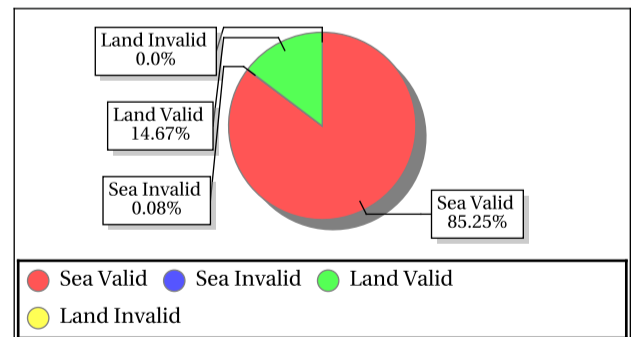 Land Invalid
0.0%
Land Valid
14.67%
Sea Invalid
0.08%
Sea Valid
85.25%
Sea Valid Sea Invalid Land Valid
Land Invalid